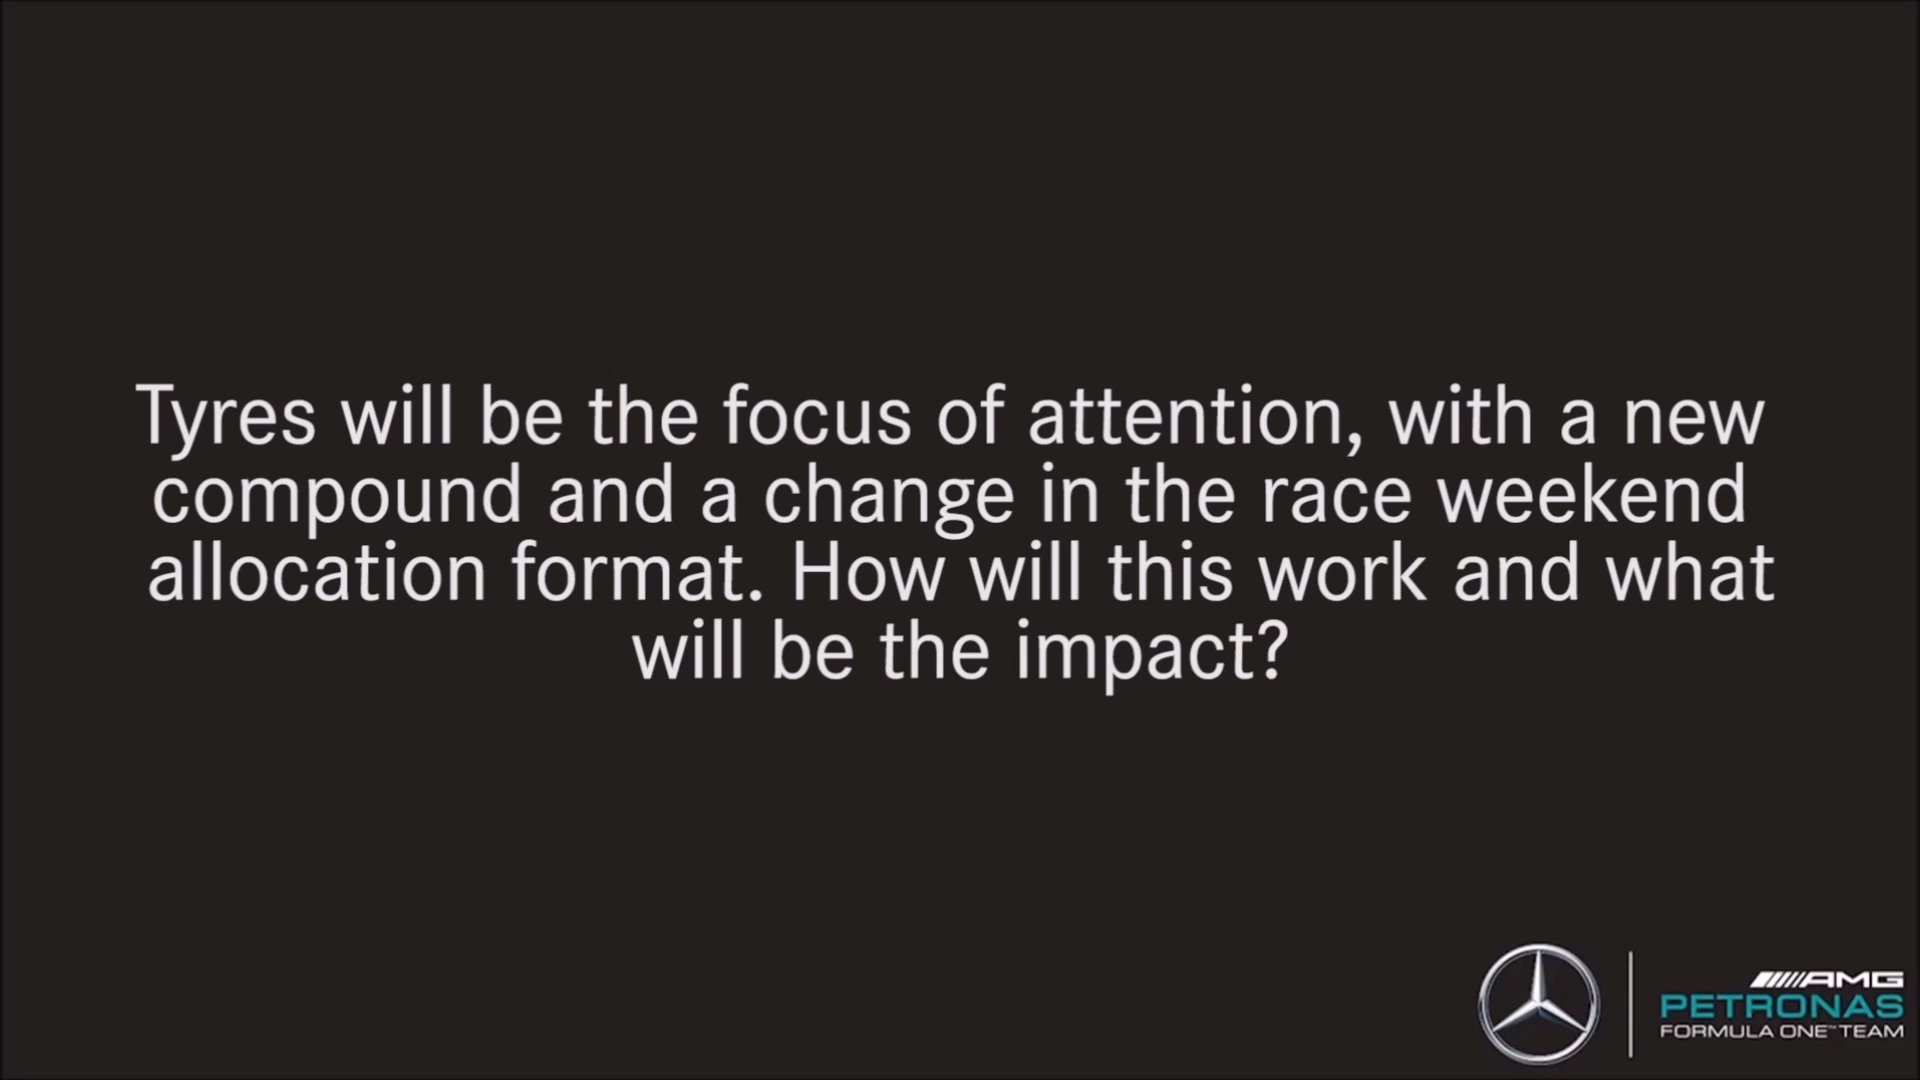 Tyres will be the focus of attention, with a new
compound and a change in the race weekend
allocation format. How will this work and what
will be the impact?
AMG
PETRONAS
FORMULA ONE™ TEAM